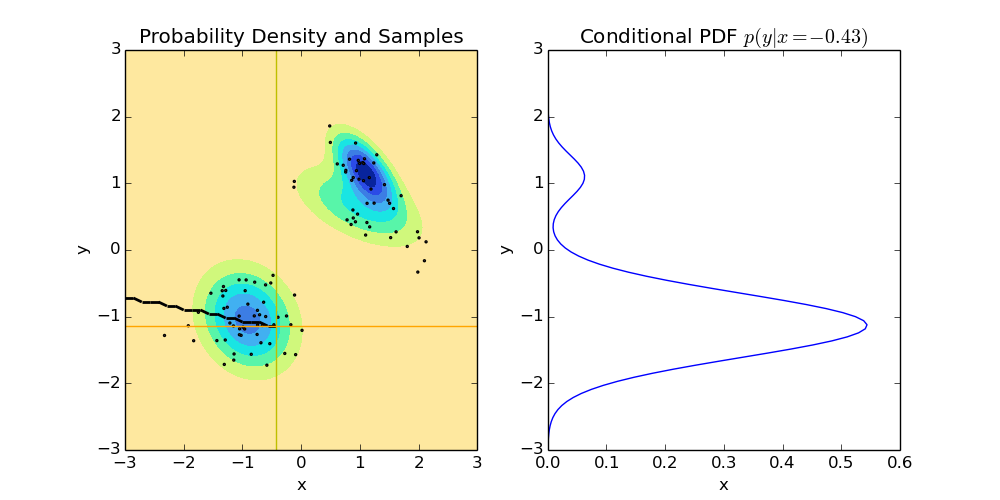 Probability Density and Samples
3
2
1
0
−1
−2
−3
y
−3 −2 −1 0 1 2 3
x
Conditional PDF p(y|x=−0.43)
3
2
1
0
−1
−2
−3
y
0.0 0.1 0.2 0.3 0.4 0.5 0.6
x